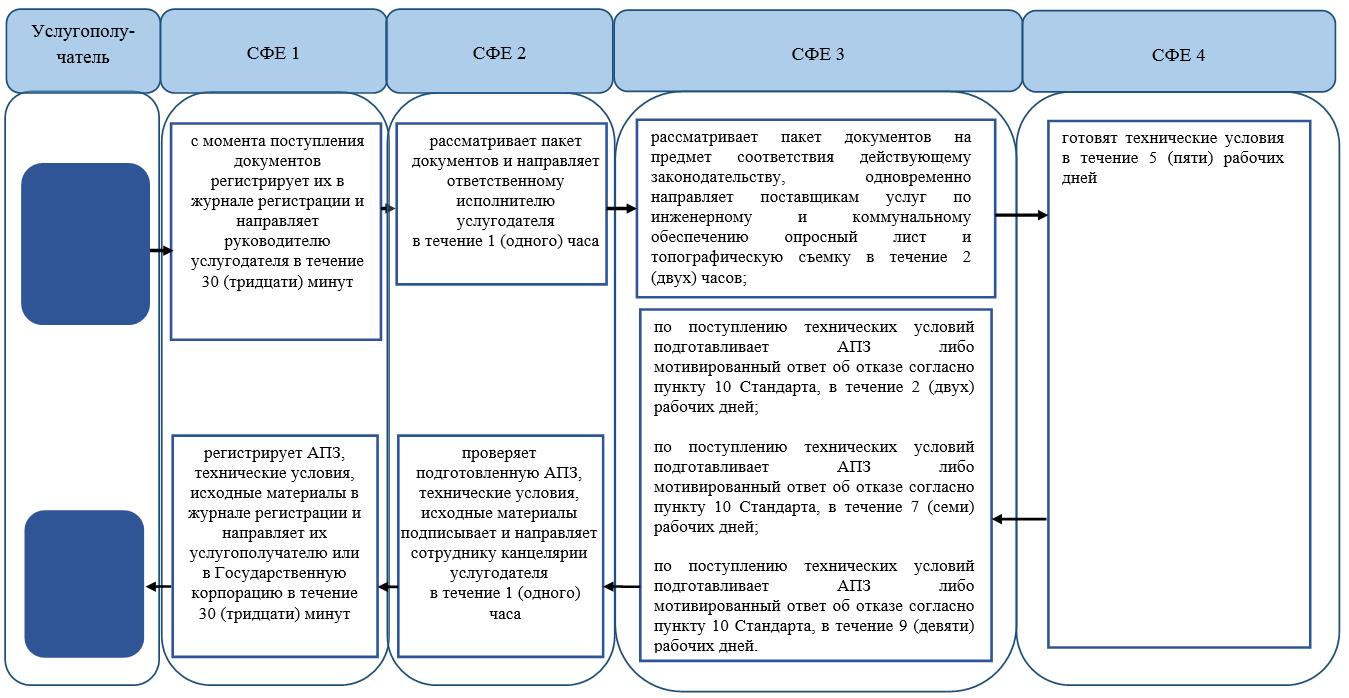 Услугополу-
чатель
СФЕ 1
СФЕ 2
СФЕ 3
СФЕ 4
с момента поступления
документов
регистрирует их в
журнале регистрации и
направляет
руководителю
услугодателя в течение
30 (тридцати) минут
рассматривает пакет
документов и направляет
ответственному
исполнителю
услугодателя
в течение 1 (одного) часа
рассматривает пакет документов на
предмет соответствия действующему
законодательству, одновременно
направляет поставщикам услуг по
инженерному и коммунальному
обеспечению опросный лист и
топографическую съемку в течение 2
(двух) часов;
готовят технические условия
в течение 5 (пяти) рабочих
дней
по поступлению технических условий
подготавливает АПЗ либо
мотивированный ответ об отказе согласно
пункту 10 Стандарта, в течение 2 (двух)
рабочих дней;
по поступлению технических условий
подготавливает АПЗ либо
мотивированный ответ об отказе согласно
пункту 10 Стандарта, в течение 7 (семи)
рабочих дней;
по поступлению технических условий
подготавливает АПЗ либо
мотивированный ответ об отказе согласно
пункту 10 Стандарта, в течение 9 (девяти)
рабочих дней.
проверяет
подготовленную АПЗ,
технические условия,
исходные материалы
подписывает и направляет
сотруднику канцелярии
услугодателя
в течение 1 (одного)
часа
регистрирует АПЗ,
технические условия,
исходные материалы в
журнале регистрации и
направляет их
услугополучателю или
в Государственную
корпорацию в течение
30 (тридцати) минут